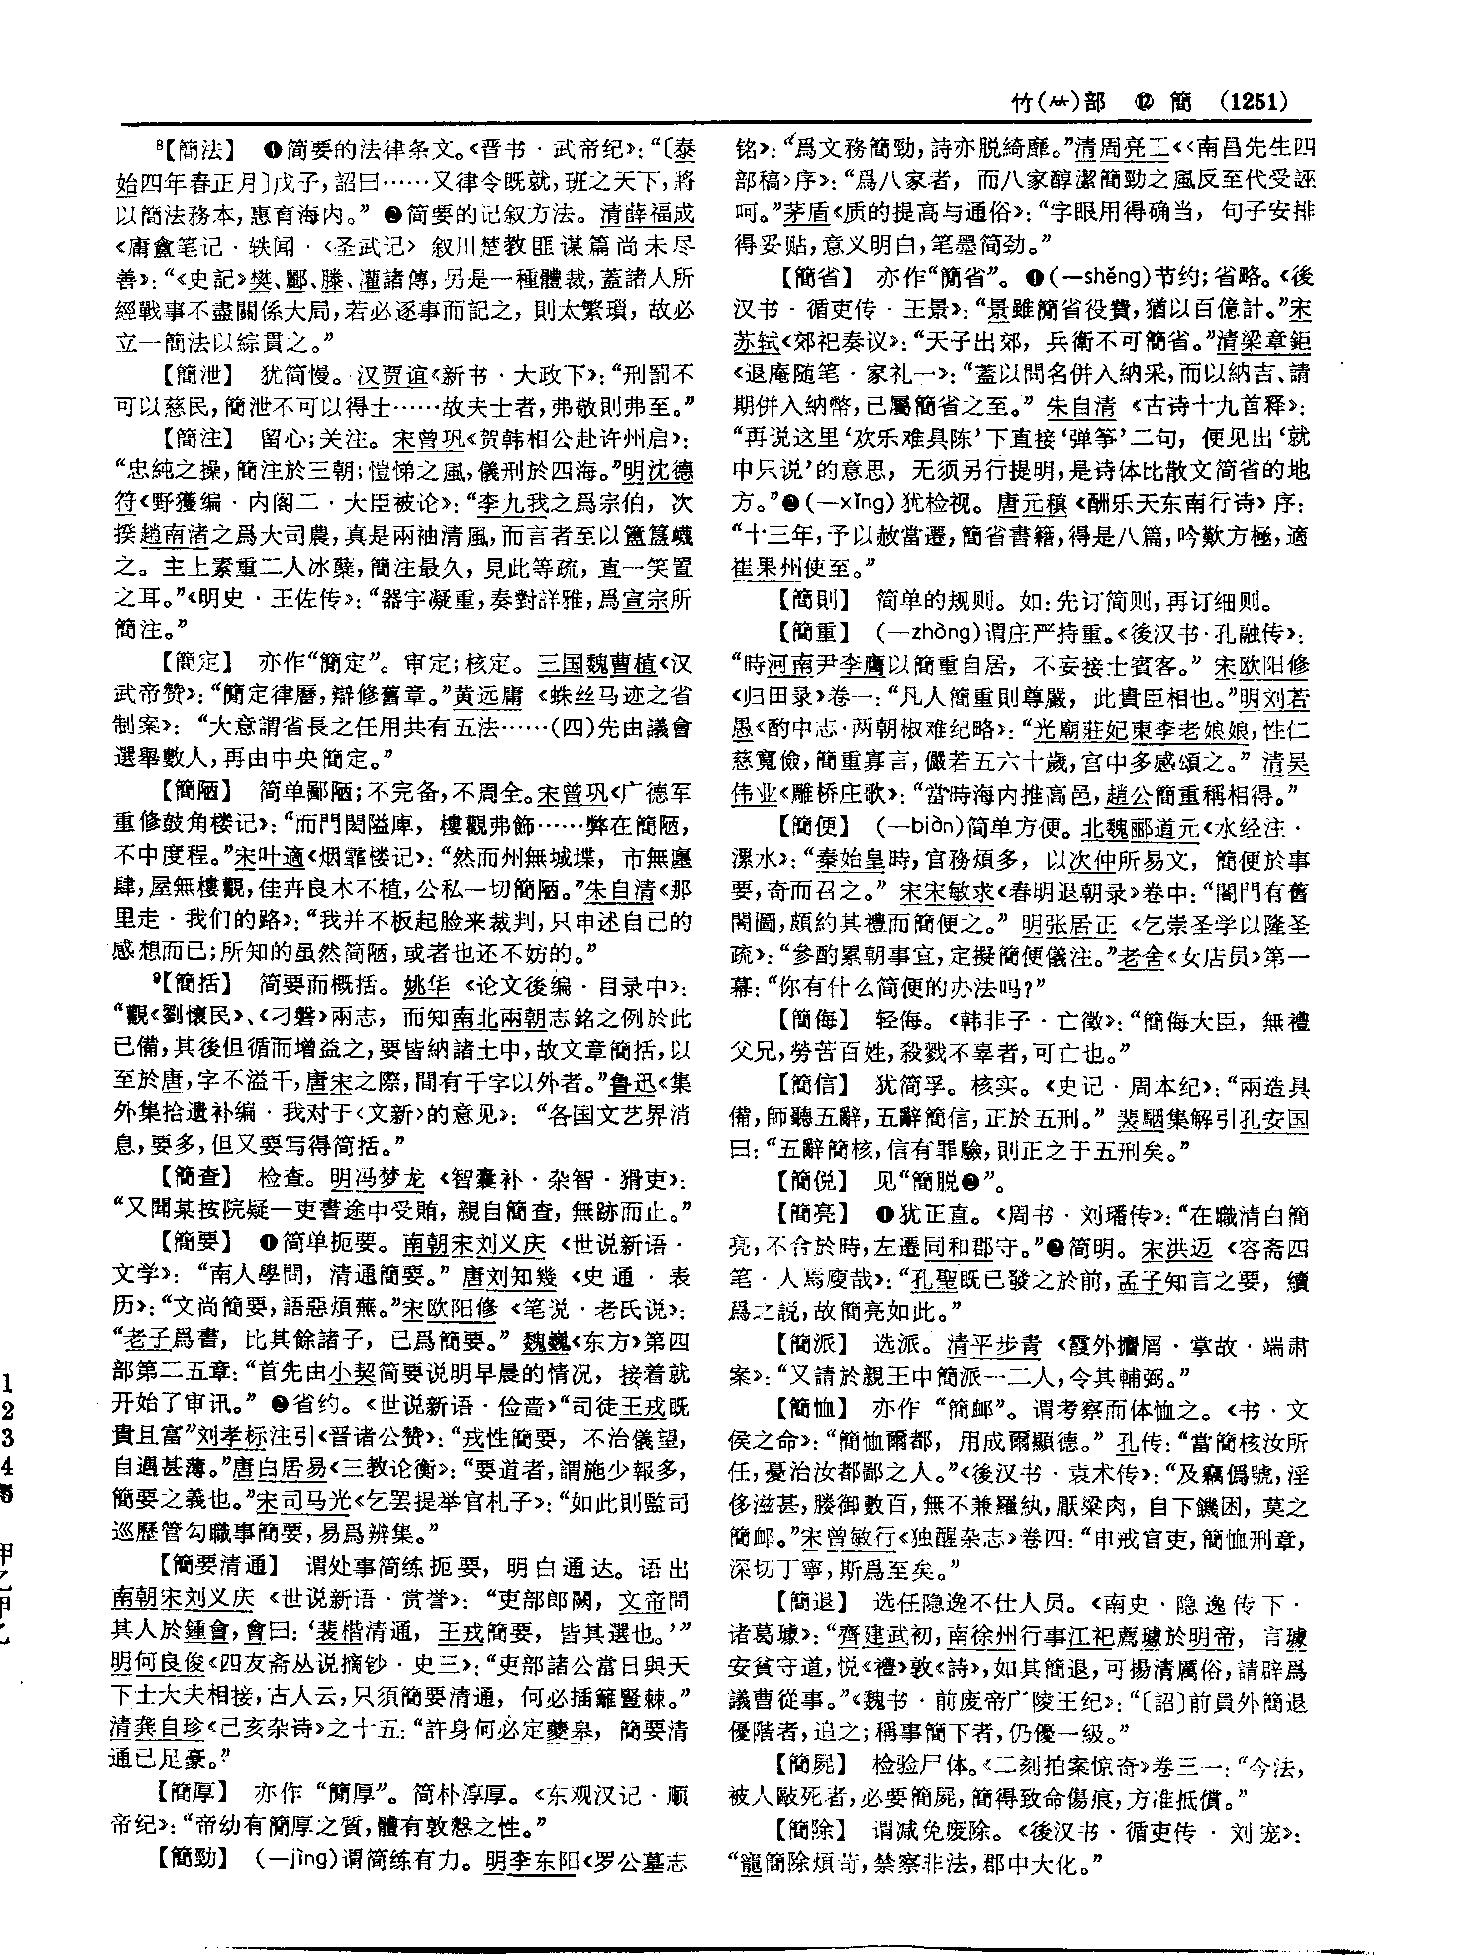 竹(⺮)部 ⑫ 簡 (1251)
⁸【簡法】 ❶简要的法律条文。《晋书·武帝纪》：“〔泰
始四年春正月〕戊子，詔曰……又律令既就，班之天下，將
以簡法務本，惠育海内。” ❷简要的记叙方法。清薛福成
《庸盦笔记·轶闻·〈圣武记〉叙川楚教匪谋篇尚未尽
善》：“《史記》樊、酈、滕、灌諸傳，另是一種體裁，蓋諸人所
經戰事不盡關係大局，若必逐事而記之，則太繁瑣，故必
立一簡法以綜貫之。”
【簡泄】 犹简慢。汉贾谊《新书·大政下》：“刑罰不
可以慈民，簡泄不可以得士……故夫士者，弗敬則弗至。”
【簡注】 留心；关注。宋曾巩《贺韩相公赴许州启》：
“忠純之操，簡注於三朝；愷悌之風，儀刑於四海。”明沈德
符《野獲编·内阁二·大臣被论》：“李九我之爲宗伯，次
揆趙南渚之爲大司農，真是兩袖清風，而言者至以簠簋衊
之。主上素重二人冰糵，簡注最久，見此等疏，直一笑置
之耳。”《明史·王佐传》：“器宇凝重，奏對詳雅，爲宣宗所
簡注。”
【簡定】 亦作“簡定”。审定；核定。三国魏曹植《汉
武帝赞》：“簡定律曆，辯修舊章。”黄远庸《蛛丝马迹之省
制案》：“大意謂省長之任用共有五法……(四)先由議會
選舉數人，再由中央簡定。”
【簡陋】 简单鄙陋；不完备，不周全。宋曾巩《广德军
重修鼓角楼记》：“而門閎隘庳，樓觀弗飾……弊在簡陋，
不中度程。”宋叶適《烟霏楼记》：“然而州無城堞，市無廛
肆，屋無樓觀，佳卉良木不植，公私一切簡陋。”朱自清《那
里走·我们的路》：“我并不板起脸来裁判，只申述自己的
感想而已；所知的虽然简陋，或者也还不妨的。”
⁹【簡括】 简要而概括。姚华《论文後编·目录中》：
“觀《劉懷民》、《刁磐》兩志，而知南北兩朝志銘之例於此
已備，其後但循而增益之，要皆納諸土中，故文章簡括，以
至於唐，字不溢千，唐宋之際，間有千字以外者。”鲁迅《集
外集拾遗补编·我对于〈文新〉的意见》：“各国文艺界消
息，要多，但又要写得简括。”
【簡查】 检查。明冯梦龙《智囊补·杂智·猾吏》：
“又聞某按院疑一吏書途中受賄，親自簡查，無跡而止。”
【簡要】 ❶简单扼要。南朝宋刘义庆《世说新语·
文学》：“南人學問，清通簡要。”唐刘知幾《史通·表
历》：“文尚簡要，語惡煩蕪。”宋欧阳修《笔说·老氏说》：
“老子爲書，比其餘諸子，已爲簡要。”魏巍《东方》第四
部第二五章：“首先由小契简要说明早晨的情况，接着就
开始了审讯。” ❷省约。《世说新语·俭啬》“司徒王戎既
貴且富”刘孝标注引《晋诸公赞》：“戎性簡要，不治儀望，
自遇甚薄。”唐白居易《三教论衡》：“要道者，謂施少報多，
簡要之義也。”宋司马光《乞罢提举官札子》：“如此則監司
巡歷管勾職事簡要，易爲辨集。”
【簡要清通】 谓处事简练扼要，明白通达。语出
南朝宋刘义庆《世说新语·赏誉》：“吏部郎闕，文帝問
其人於鍾會，會曰：‘裴楷清通，王戎簡要，皆其選也。’”
明何良俊《四友斋丛说摘钞·史三》：“吏部諸公當日與天
下士大夫相接，古人云，只須簡要清通，何必插籬豎棘。”
清龚自珍《己亥杂诗》之十五：“許身何必定夔皋，簡要清
通已足豪。”
【簡厚】 亦作“簡厚”。简朴淳厚。《东观汉记·顺
帝纪》：“帝幼有簡厚之質，體有敦慤之性。”
【簡勁】 (—jìng)谓简练有力。明李东阳《罗公墓志
铭》：“爲文務簡勁，詩亦脱綺靡。”清周亮工《〈南昌先生四
部稿〉序》：“爲八家者，而八家醇潔簡勁之風反至代受誣
呵。”茅盾《质的提高与通俗》：“字眼用得确当，句子安排
得妥贴，意义明白，笔墨简劲。”
【簡省】 亦作“簡省”。❶(—shěng)节约；省略。《後
汉书·循吏传·王景》：“景雖簡省役費，猶以百億計。”宋
苏轼《郊祀奏议》：“天子出郊，兵衛不可簡省。”清梁章鉅
《退庵随笔·家礼一》：“蓋以問名併入納采，而以納吉、請
期併入納幣，已屬簡省之至。”朱自清《古诗十九首释》：
“再说这里‘欢乐难具陈’下直接‘弹筝’二句，便见出‘就
中只说’的意思，无须另行提明，是诗体比散文简省的地
方。”❷(—xǐng)犹检视。唐元稹《酬乐天东南行诗》序：
“十三年，予以赦當遷，簡省書籍，得是八篇，吟歎方極，適
崔果州使至。”
【簡則】 简单的规则。如：先订简则，再订细则。
【簡重】 (—zhòng)谓庄严持重。《後汉书·孔融传》：
“時河南尹李膺以簡重自居，不妄接士賓客。”宋欧阳修
《归田录》卷一：“凡人簡重則尊嚴，此貴臣相也。”明刘若
愚《酌中志·两朝椒难纪略》：“光廟莊妃東李老娘娘，性仁
慈寬儉，簡重寡言，儼若五六十歲，宫中多感頌之。”清吴
伟业《雕桥庄歌》：“當時海内推高邑，趙公簡重稱相得。”
【簡便】 (—biàn)简单方便。北魏郦道元《水经注·
漯水》：“秦始皇時，官務煩多，以次仲所易文，簡便於事
要，奇而召之。”宋宋敏求《春明退朝录》卷中：“閤門有舊
閤圖，頗約其禮而簡便之。”明张居正《乞崇圣学以隆圣
疏》：“參酌累朝事宜，定擬簡便儀注。”老舍《女店员》第一
幕：“你有什么简便的办法吗？”
【簡侮】 轻侮。《韩非子·亡徵》：“簡侮大臣，無禮
父兄，勞苦百姓，殺戮不辜者，可亡也。”
【簡信】 犹简孚。核实。《史记·周本纪》：“兩造具
備，師聽五辭，五辭簡信，正於五刑。”裴駰集解引孔安国
曰：“五辭簡核，信有罪驗，則正之于五刑矣。”
【簡侻】 见“簡脱❷”。
【簡亮】 ❶犹正直。《周书·刘璠传》：“在職清白簡
亮，不合於時，左遷同和郡守。”❷简明。宋洪迈《容斋四
笔·人焉廋哉》：“孔聖既已發之於前，孟子知言之要，續
爲之説，故簡亮如此。”
【簡派】 选派。清平步青《霞外攟屑·掌故·端肃
案》：“又請於親王中簡派一二人，令其輔弼。”
【簡恤】 亦作“簡卹”。谓考察而体恤之。《书·文
侯之命》：“簡恤爾都，用成爾顯德。”孔传：“當簡核汝所
任，憂治汝都鄙之人。”《後汉书·袁术传》：“及竊僞號，淫
侈滋甚，媵御數百，無不兼羅紈，厭粱肉，自下饑困，莫之
簡卹。”宋曾敏行《独醒杂志》卷四：“申戒官吏，簡恤刑章，
深切丁寧，斯爲至矣。”
【簡退】 选任隐逸不仕人员。《南史·隐逸传下·
诸葛璩》：“齊建武初，南徐州行事江祀薦璩於明帝，言璩
安貧守道，悦《禮》敦《詩》，如其簡退，可揚清厲俗，請辟爲
議曹從事。”《魏书·前废帝广陵王纪》：“〔詔〕前員外簡退
優階者，追之；稱事簡下者，仍優一級。”
【簡屍】 检验尸体。《二刻拍案惊奇》卷三一：“今法，
被人毆死者，必要簡屍，簡得致命傷痕，方准抵償。”
【簡除】 谓减免废除。《後汉书·循吏传·刘宠》：
“寵簡除煩苛，禁察非法，郡中大化。”
1
2
3
4